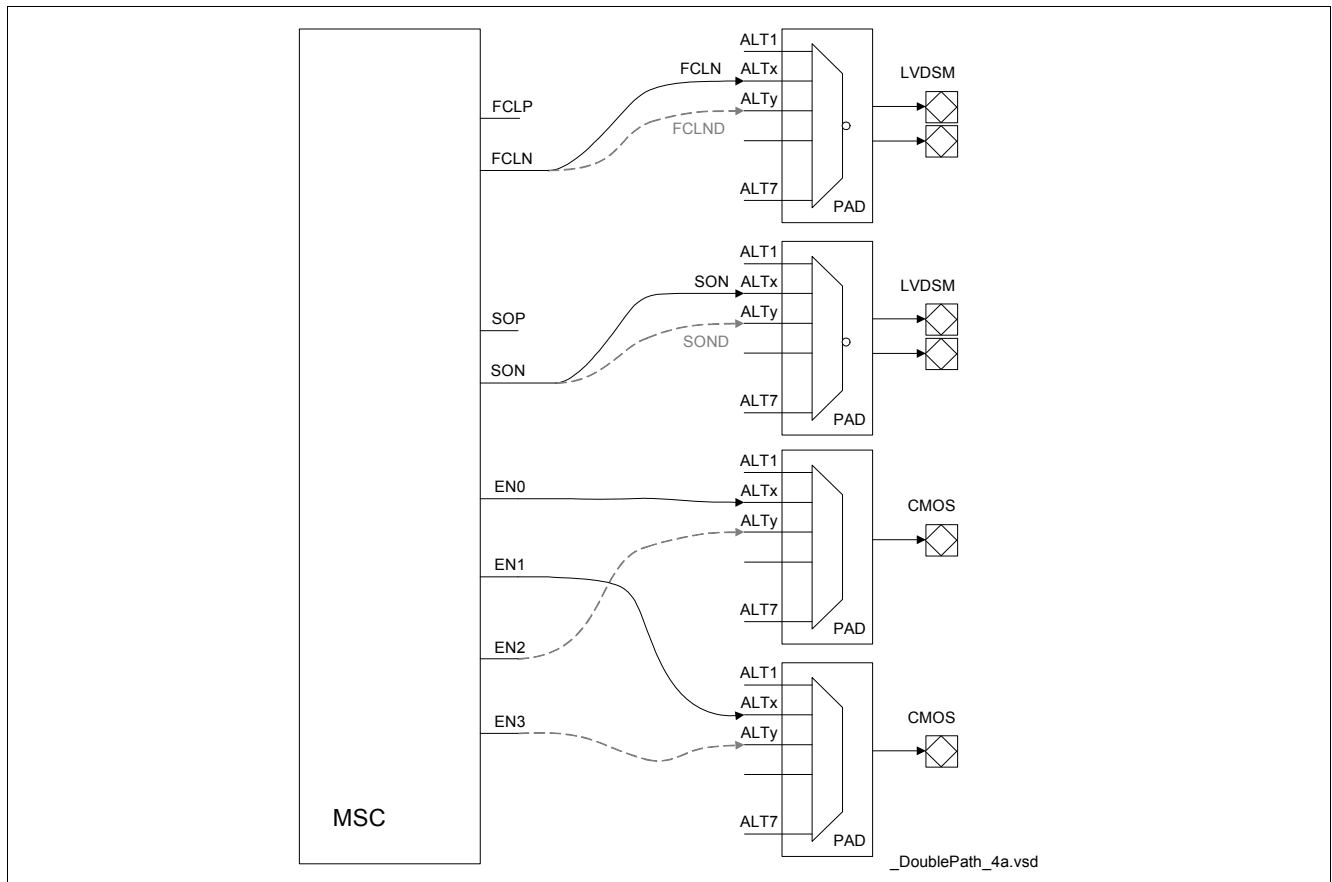 ALT1
FCLN ALTx
LVDSM
FCLP
ALTy
FCLND
FCLN
ALT7
PAD
ALT1
SON ALTx
LVDSM
SOP
ALTy
SOND
SON
ALT7
PAD
ALT1
EN0
ALTx
CMOS
ALTy
EN1
ALT7
PAD
EN2
ALT1
ALTx
EN3
CMOS
ALTy
MSC
ALT7
PAD
_DoublePath_4a.vsd